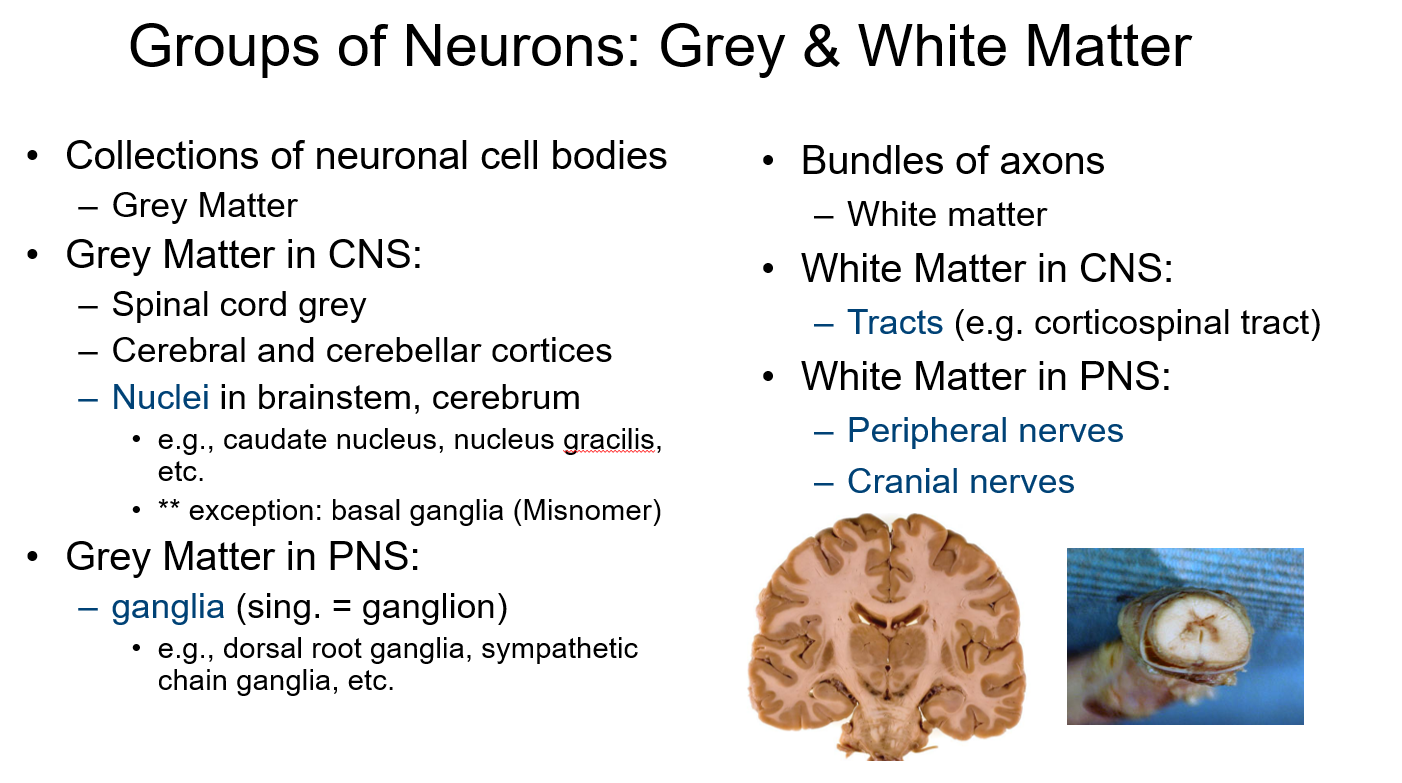 Groups of Neurons: Grey & White Matter
• Collections of neuronal cell bodies
– Grey Matter
• Grey Matter in CNS:
– Spinal cord grey
– Cerebral and cerebellar cortices
– Nuclei in brainstem, cerebrum
• e.g., caudate nucleus, nucleus gracilis,
etc.
• ** exception: basal ganglia (Misnomer)
• Grey Matter in PNS:
– ganglia (sing. = ganglion)
• e.g., dorsal root ganglia, sympathetic
chain ganglia, etc.
• Bundles of axons
– White matter
• White Matter in CNS:
– Tracts (e.g. corticospinal tract)
• White Matter in PNS:
– Peripheral nerves
– Cranial nerves